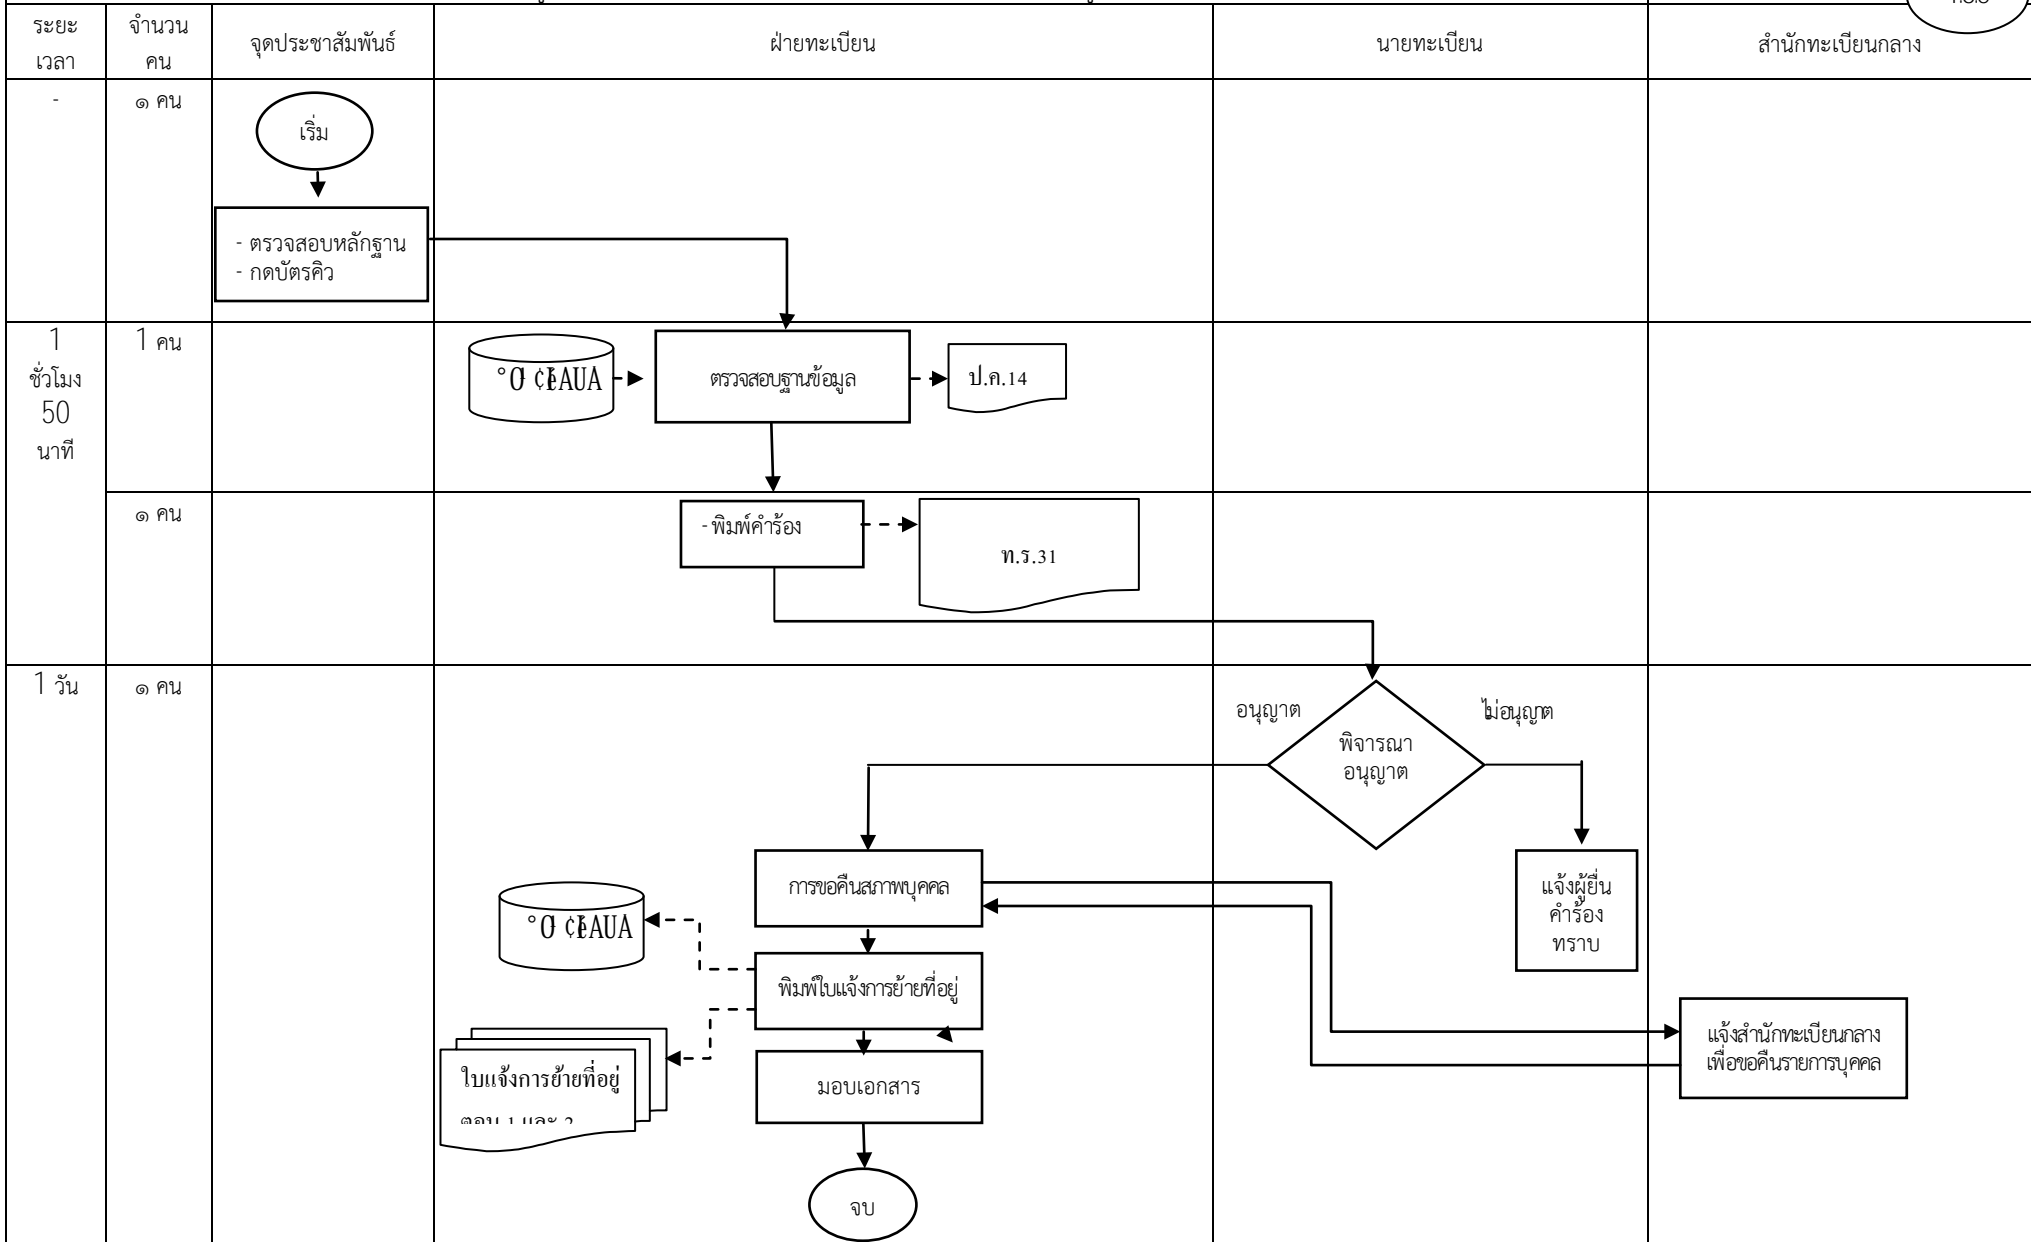 ระยะ
เวลา
จำนวน
คน
จุดประชาสัมพันธ์
ฝ่ายทะเบียน
นายทะเบียน
สำนักทะเบียนกลาง
-
๑ คน
เริ่ม
- ตรวจสอบหลักฐาน
- กดบัตรคิว
1
ชั่วโมง
50
นาที
1 คน
ตรวจสอบฐานข้อมูล
ป.ค.14
๑ คน
- พิมพ์คำร้อง
ท.ร.31
1 วัน
๑ คน
อนุญาต
ไม่อนุญาต
พิจารณา
อนุญาต
การขอคืนสภาพบุคคล
แจ้งผู้ยื่น
คำร้อง
ทราบ
พิมพ์ใบแจ้งการย้ายที่อยู่
แจ้งสำนักทะเบียนกลาง
เพื่อขอคืนรายการบุคคล
ใบแจ้งการย้ายที่อยู่
ตอน 1 และ 2
มอบเอกสาร
จบ